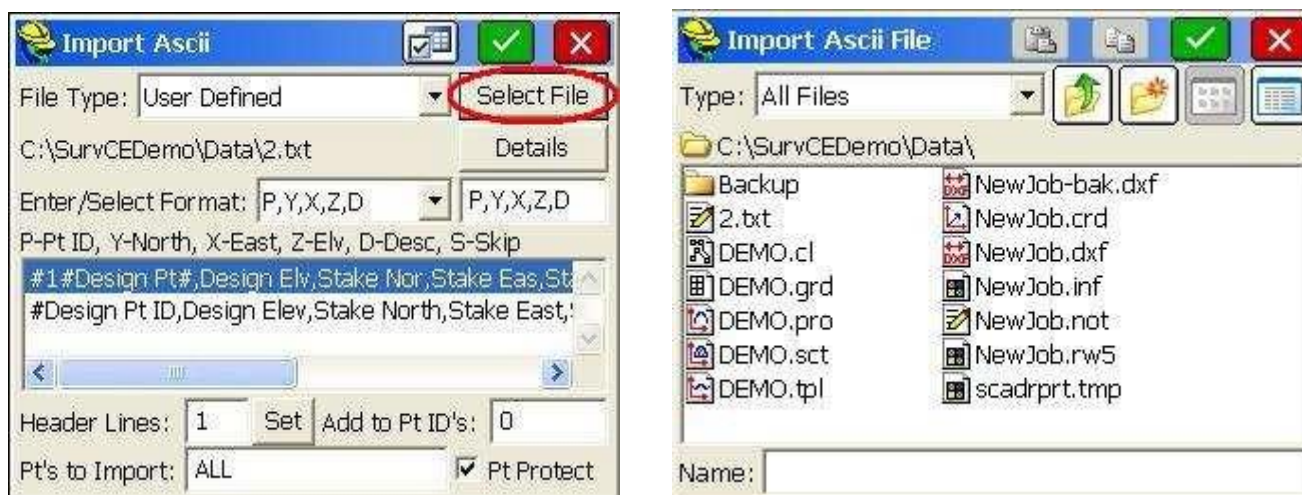 Import Ascii
File Type: User Defined Select File
C:\SurvCEDemo\Data\2.txt Details
Enter/Select Format: P,Y,X,Z,D P,Y,X,Z,D
P-Pt ID, Y-North, X-East, Z-Elv, D-Desc, S-Skip
#1#Design Pt#,Design Elv,Stake Nor,Stake Eas,Sta
#Design Pt ID,Design Elev,Stake North,Stake East,
Header Lines: 1 Set Add to Pt ID's: 0
Pt's to Import: ALL Pt Protect
Import Ascii File
Type: All Files
C:\SurvCEDemo\Data\
Backup NewJob-bak.dxf
2.txt NewJob.crd
DEMO.cl NewJob.dxf
DEMO.grd NewJob.inf
DEMO.pro NewJob.not
DEMO.sct NewJob.rw5
DEMO.tpl scadrprt.tmp
Name: